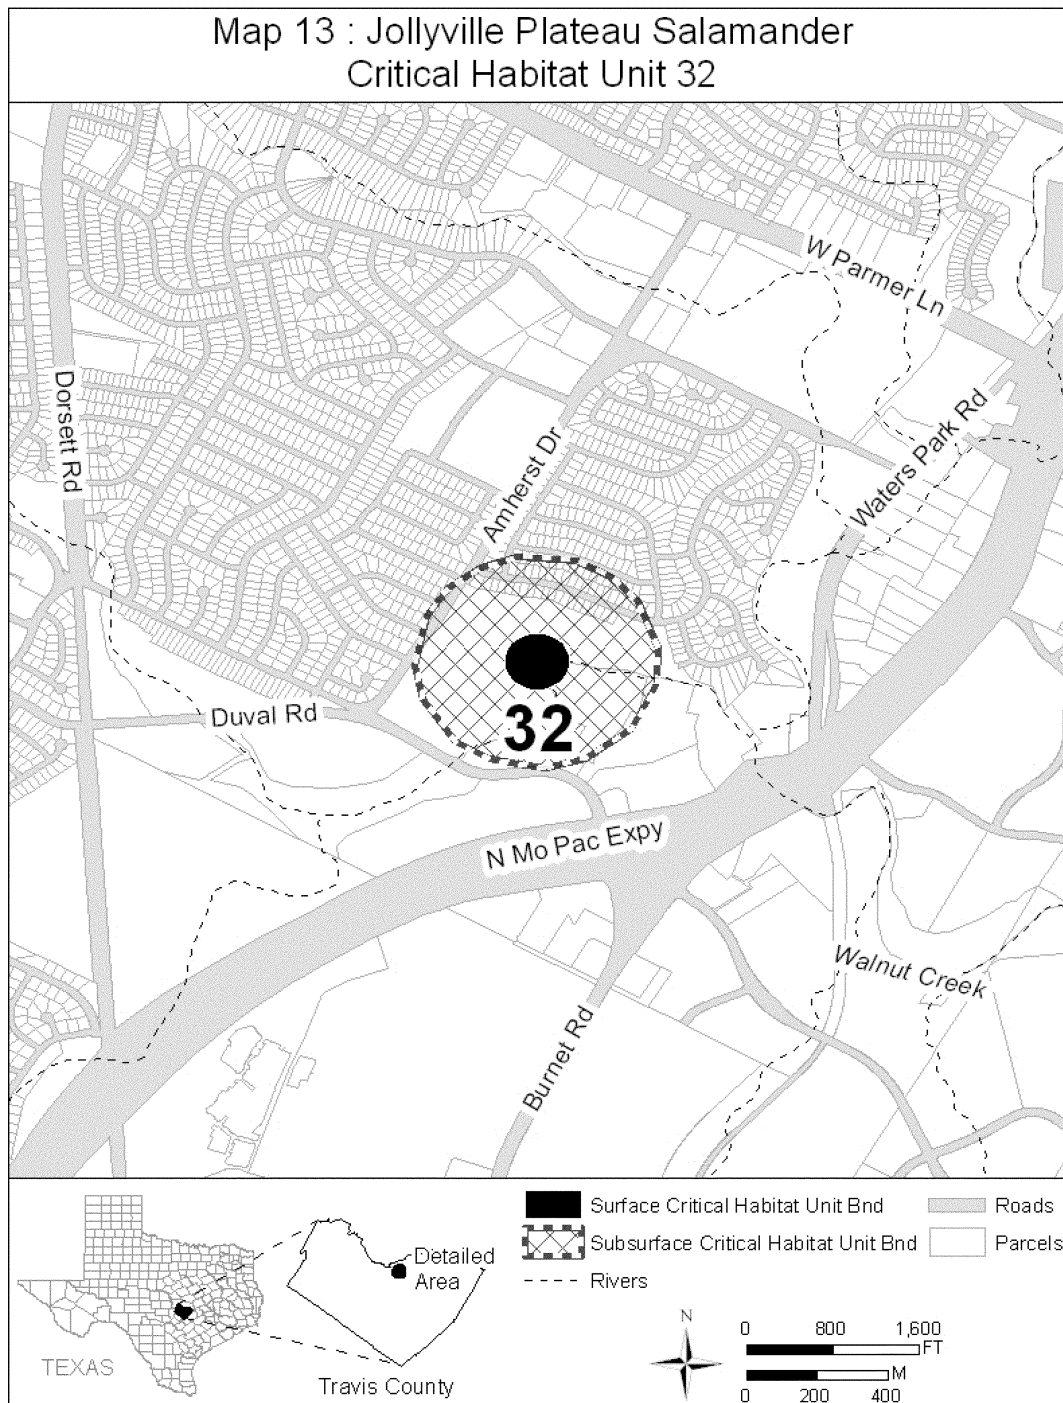 Map 13 : Jollyville Plateau Salamander
Critical Habitat Unit 32
W Parmer Ln
Dorsett Rd
Waters Park Rd
Amherst Dr
Duval Rd
32
N Mo Pac Expy
Walnut Creek
Burnet Rd
Surface Critical Habitat Unit Bnd
Roads
Subsurface Critical Habitat Unit Bnd
Parcels
Rivers
Detailed
Area
TEXAS
Travis County
N
0 800 1,600
FT
M
0 200 400